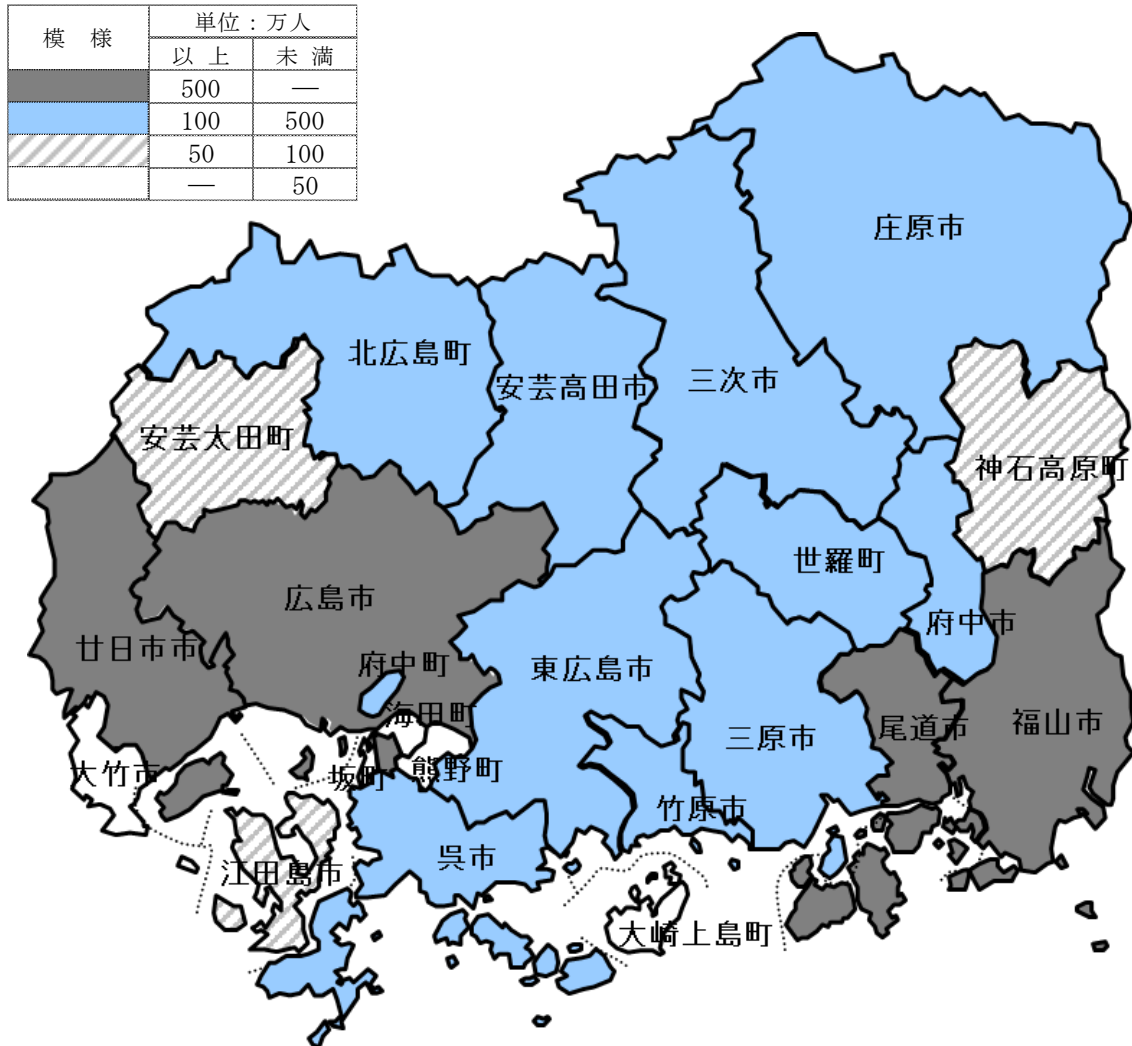 模 様
単位：万人
以 上 未 満
500 —
100 500
50 100
— 50
庄原市
北広島町
安芸高田市
三次市
安芸太田町
神石高原町
世羅町
広島市
府中市
廿日市市
府中町
東広島市
海田町
三原市
尾道市
福山市
大竹市
坂町
熊野町
竹原市
呉市
江田島市
大崎上島町